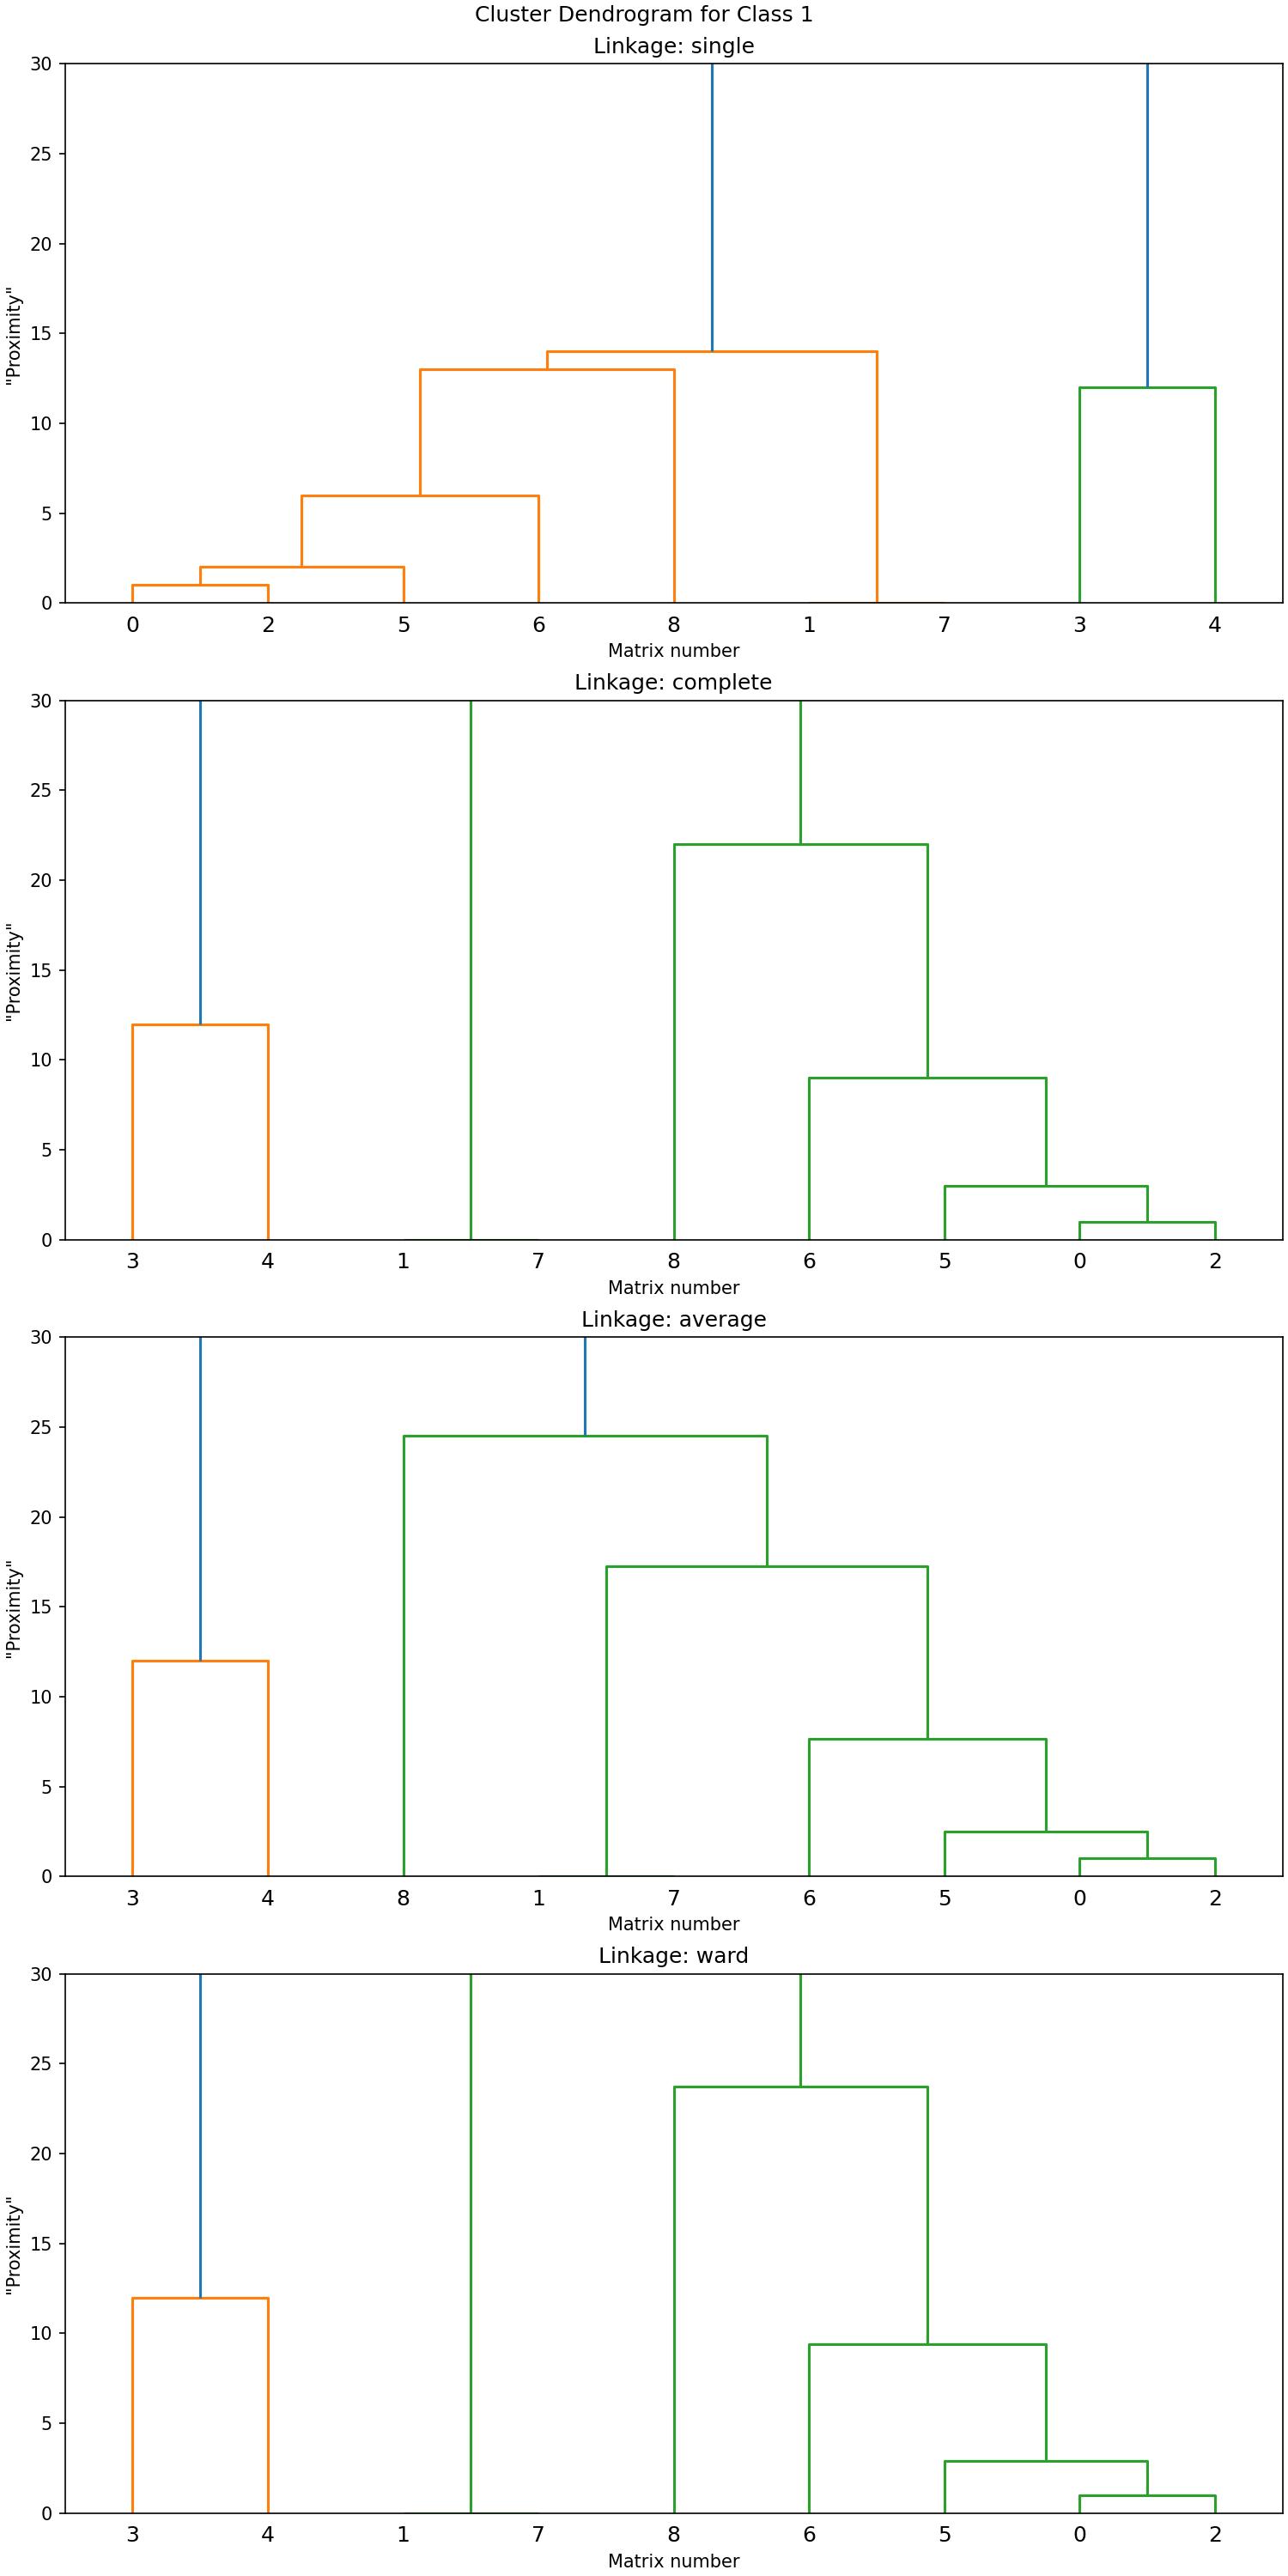 Cluster Dendrogram for Class 1
Linkage: single
30
25
20
15
10
5
0
"Proximity"
0 2 5 6 8 1 7 3 4
Matrix number
Linkage: complete
30
25
20
15
10
5
0
"Proximity"
3 4 1 7 8 6 5 0 2
Matrix number
Linkage: average
30
25
20
15
10
5
0
"Proximity"
3 4 8 1 7 6 5 0 2
Matrix number
Linkage: ward
30
25
20
15
10
5
0
"Proximity"
3 4 1 7 8 6 5 0 2
Matrix number